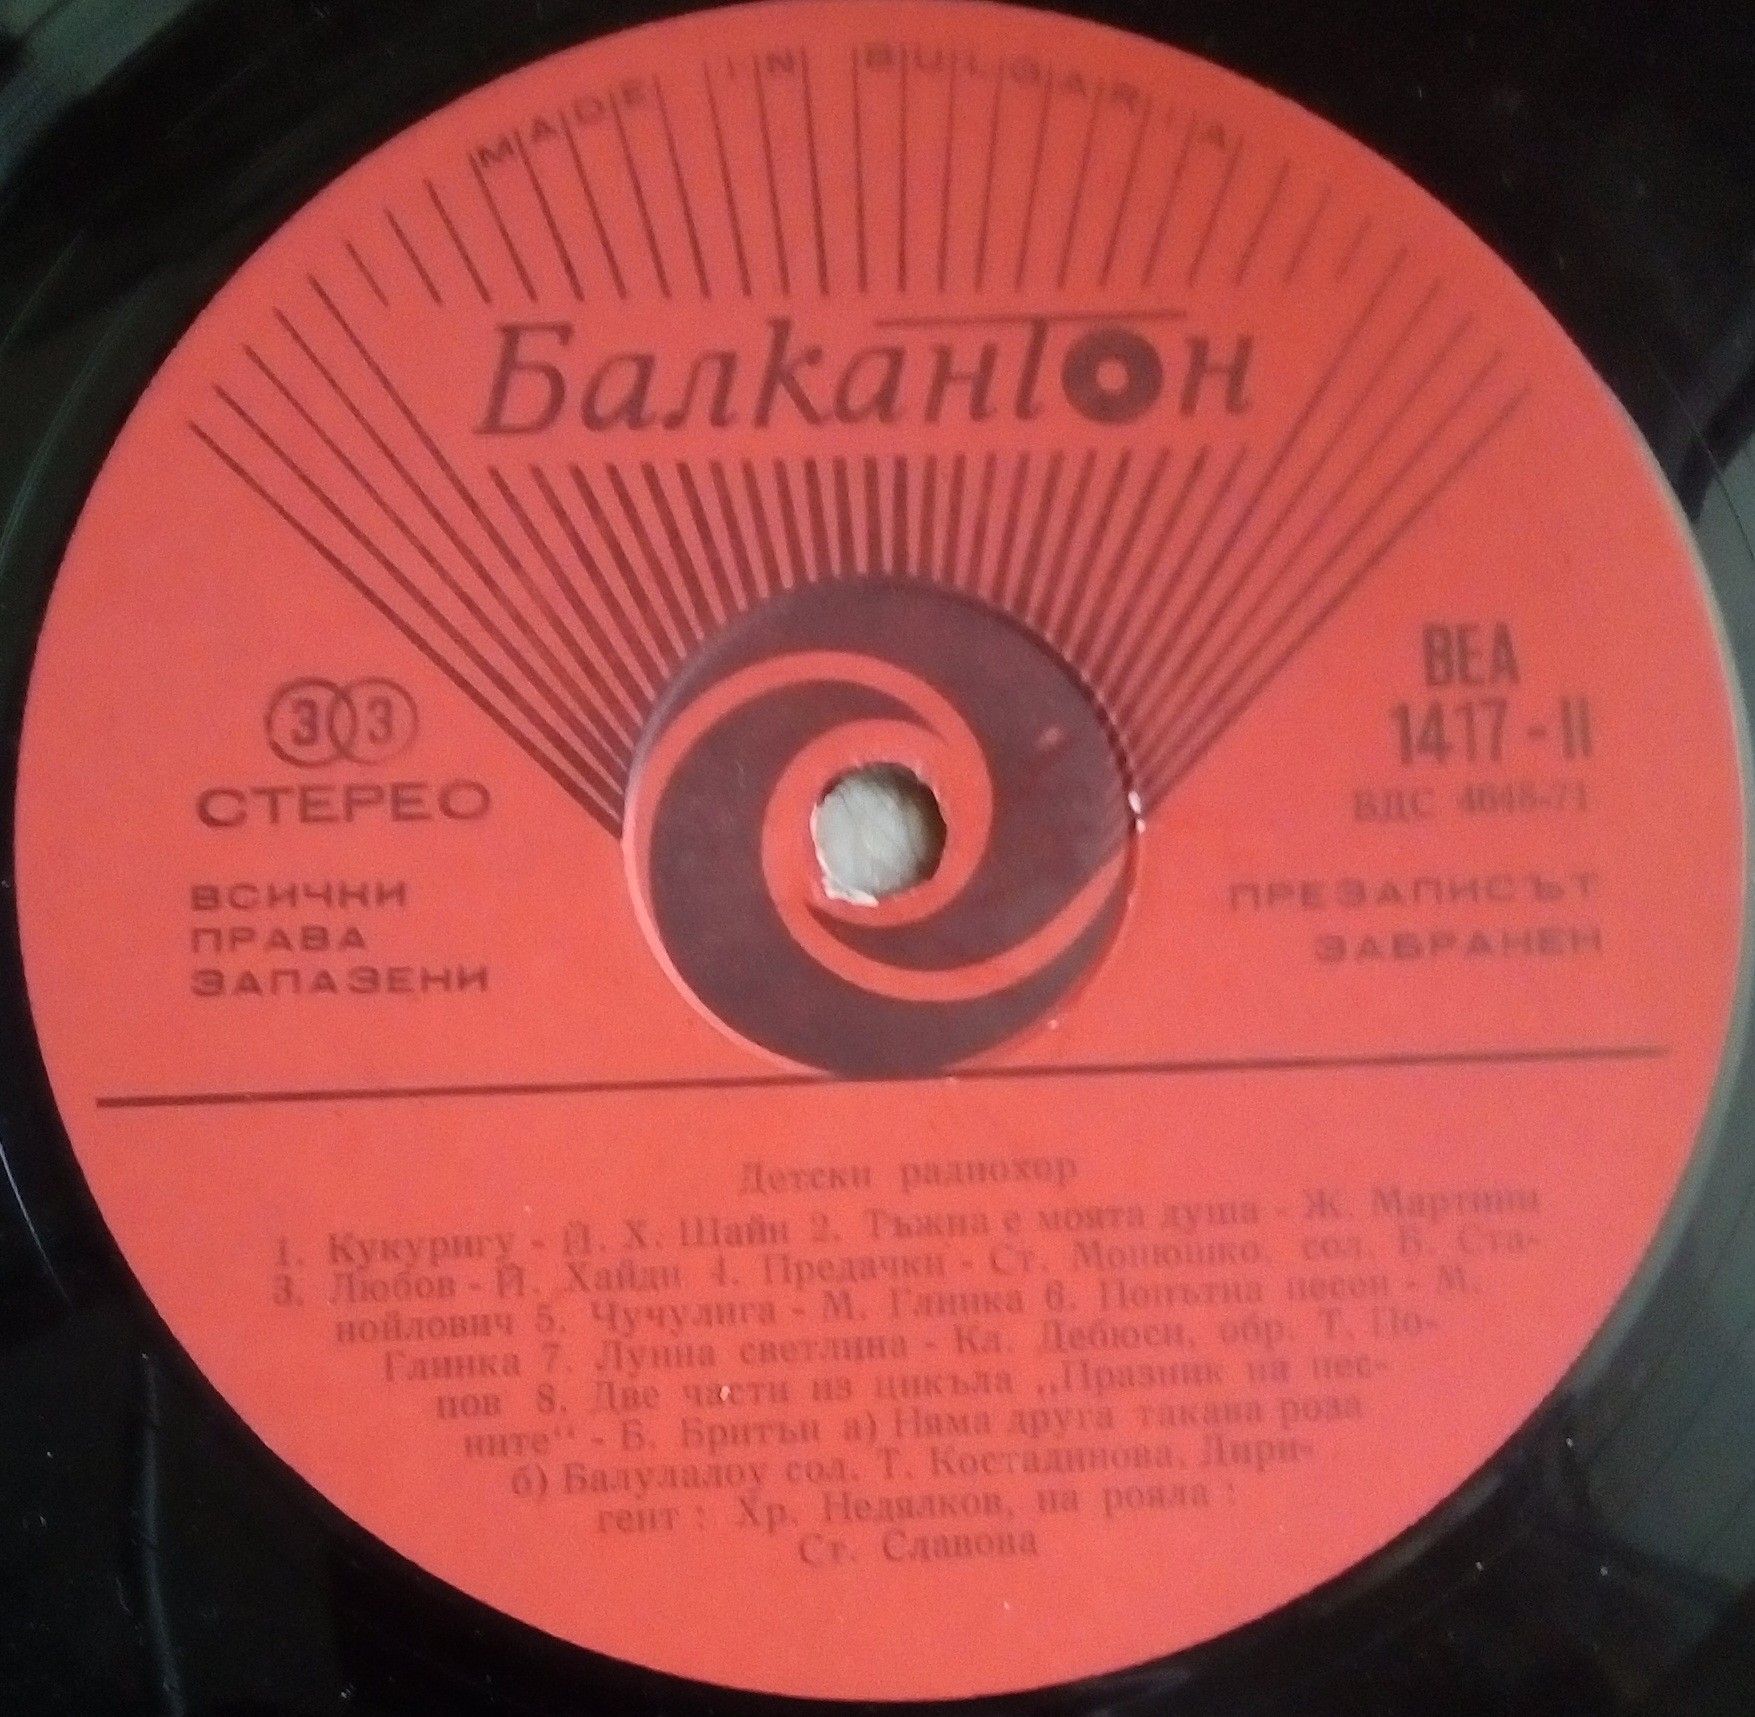 MADE IN BULGARIA
Балкантон
33
СТЕРЕО
ВСИЧКИ
ПРАВА
ЗАПАЗЕНИ
ВЕА
1417 - II
БДС 4648-71
ПРЕЗАПИСЪТ
ЗАБРАНЕН
Детски радиохор
1. Кукуригу - Й. Х. Шайн 2. Тъжна е моята душа - Ж. Мартини
3. Любов - Й. Хайдн 4. Предачки - Ст. Монюшко, сол. Б. Ста-
нойлович 5. Чучулига - М. Глинка 6. Попътна песен - М.
Глинка 7. Лунна светлина - Кл. Дебюси, обр. Т. По-
пов 8. Две части из цикъла „Празник на пес-
ните“ - Б. Бритън а) Няма друга такава роза
б) Балулалоу сол. Т. Костадинова. Дири-
гент : Хр. Недялков, на рояла :
Ст. Славова